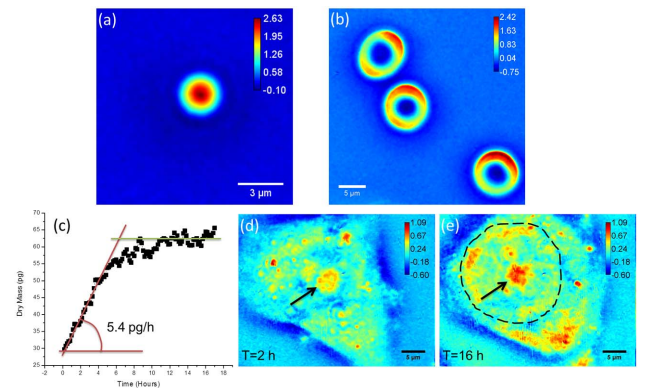 (a)
2.63
1.95
1.26
0.58
-0.10
3 µm
(b)
2.42
1.63
0.83
0.04
-0.75
5 µm
(c)
65
60
55
50
45
40
35
30
25
Dry Mass (pg)
5.4 pg/h
0 2 4 6 8 10 12 14 16 18
Time (Hours)
(d)
1.09
0.67
0.24
-0.18
-0.60
T=2 h
5 µm
(e)
1.09
0.67
0.24
-0.18
-0.60
T=16 h
5 µm